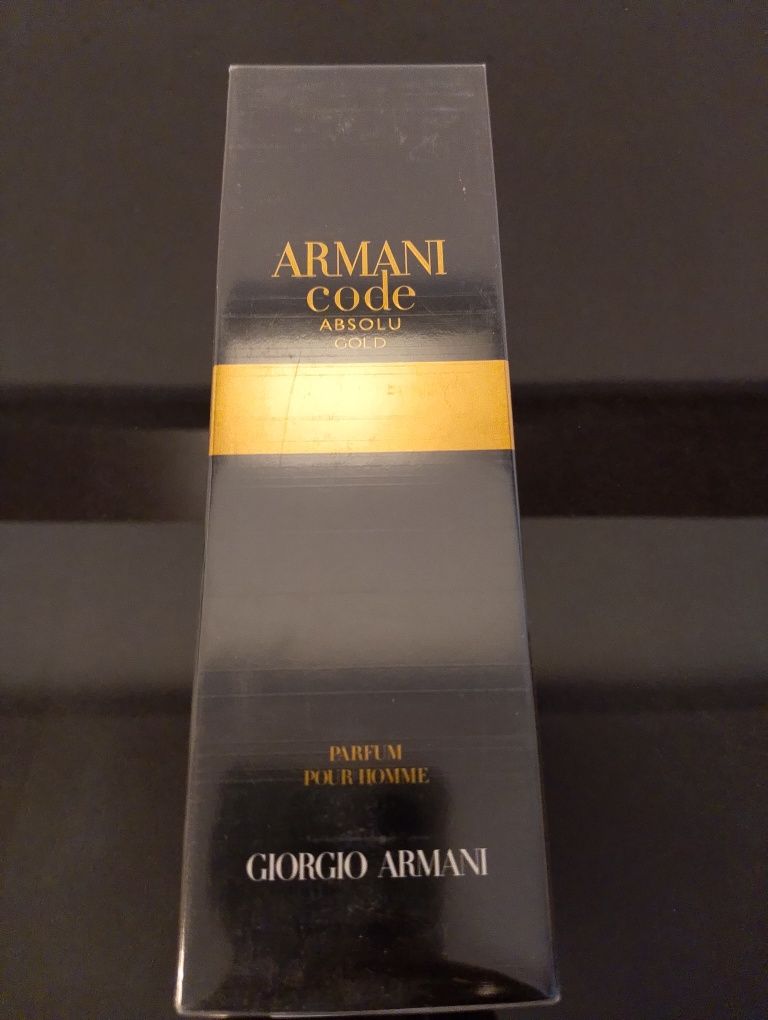 ARMANI
code
ABSOLU
GOLD
PARFUM
POUR HOMME
GIORGIO ARMANI